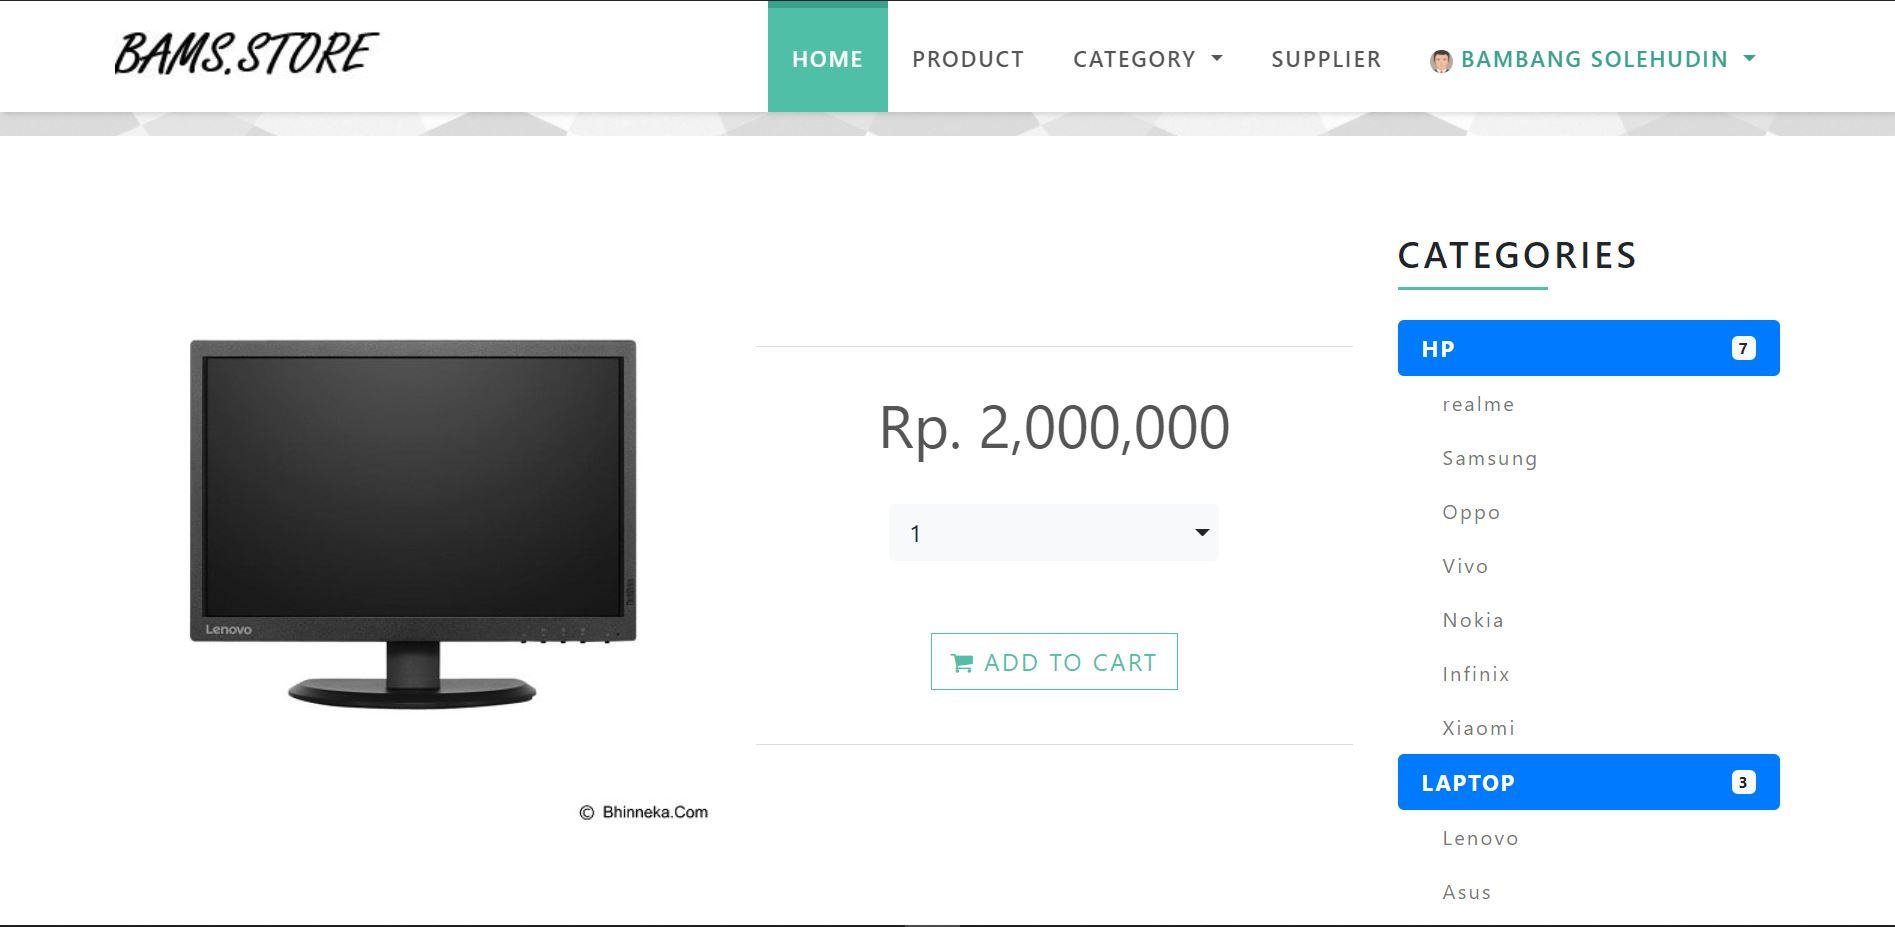 BAMS.STORE
HOME
PRODUCT
CATEGORY
SUPPLIER
BAMBANG SOLEHUDIN
Lenovo
© Bhinneka.Com
Rp. 2,000,000
1
ADD TO CART
CATEGORIES
HP 7
realme
Samsung
Oppo
Vivo
Nokia
Infinix
Xiaomi
LAPTOP 3
Lenovo
Asus